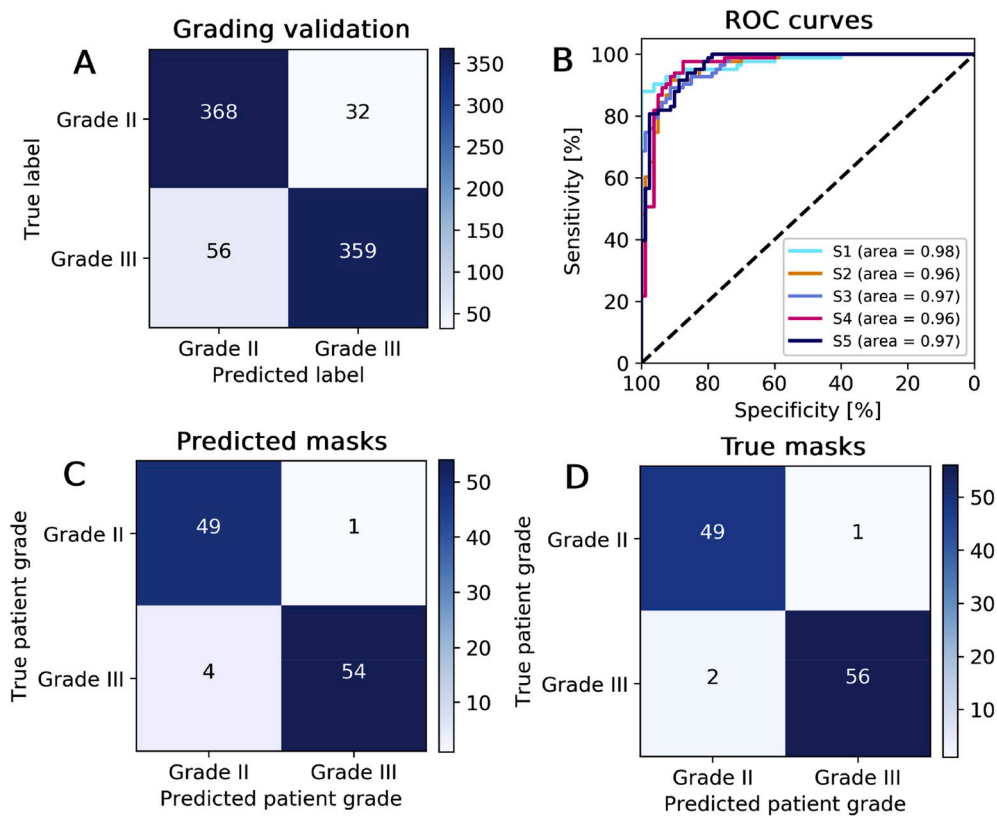 A
Grading validation
Grade II
Grade III
True label
368
32
56
359
Grade II
Grade III
Predicted label
350
300
250
200
150
100
50
B
ROC curves
100
80
60
40
20
0
Sensitivity [%]
S1 (area = 0.98)
S2 (area = 0.96)
S3 (area = 0.97)
S4 (area = 0.96)
S5 (area = 0.97)
100
80
60
40
20
0
Specificity [%]
C
Predicted masks
Grade II
Grade III
True patient grade
49
1
4
54
Grade II
Grade III
Predicted patient grade
50
40
30
20
10
D
True masks
Grade II
Grade III
True patient grade
49
1
2
56
Grade II
Grade III
Predicted patient grade
50
40
30
20
10